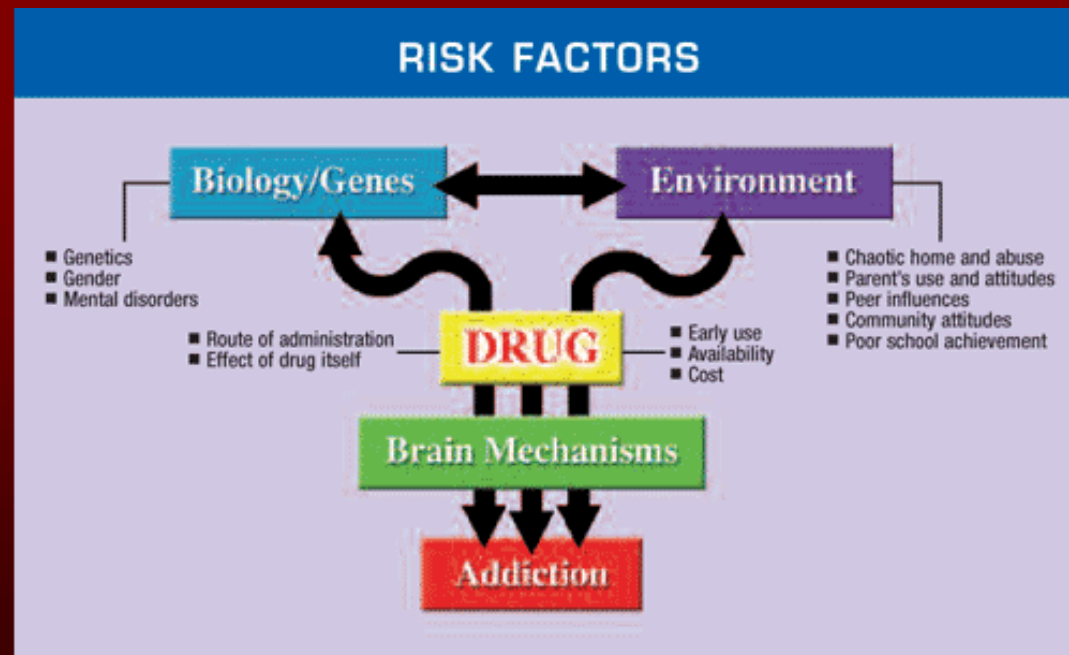 RISK FACTORS
Biology/Genes
Environment
■ Genetics
■ Gender
■ Mental disorders
■ Chaotic home and abuse
■ Parent's use and attitudes
■ Peer influences
■ Community attitudes
■ Poor school achievement
■ Route of administration
■ Effect of drug itself
DRUG
■ Early use
■ Availability
■ Cost
Brain Mechanisms
Addiction